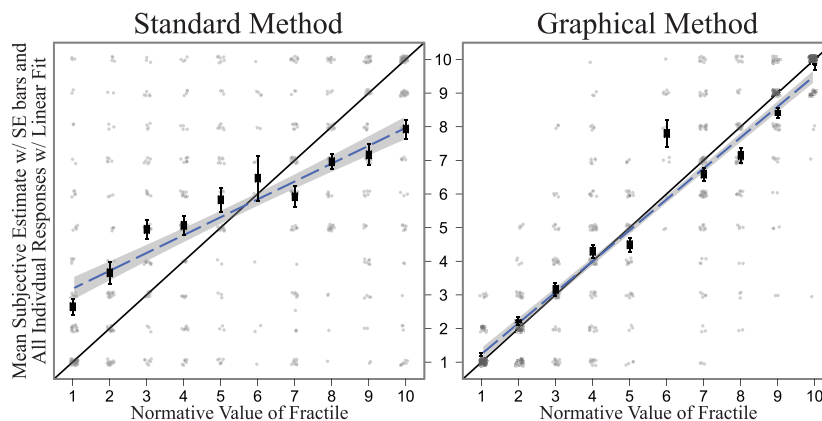 Standard Method
Graphical Method
Mean Subjective Estimate w/ SE bars and
All Indivdual Responses w/ Linear Fit
10
9
8
7
6
5
4
3
2
1
1 2 3 4 5 6 7 8 9 10
1 2 3 4 5 6 7 8 9 10
Normative Value of Fractile
Normative Value of Fractile